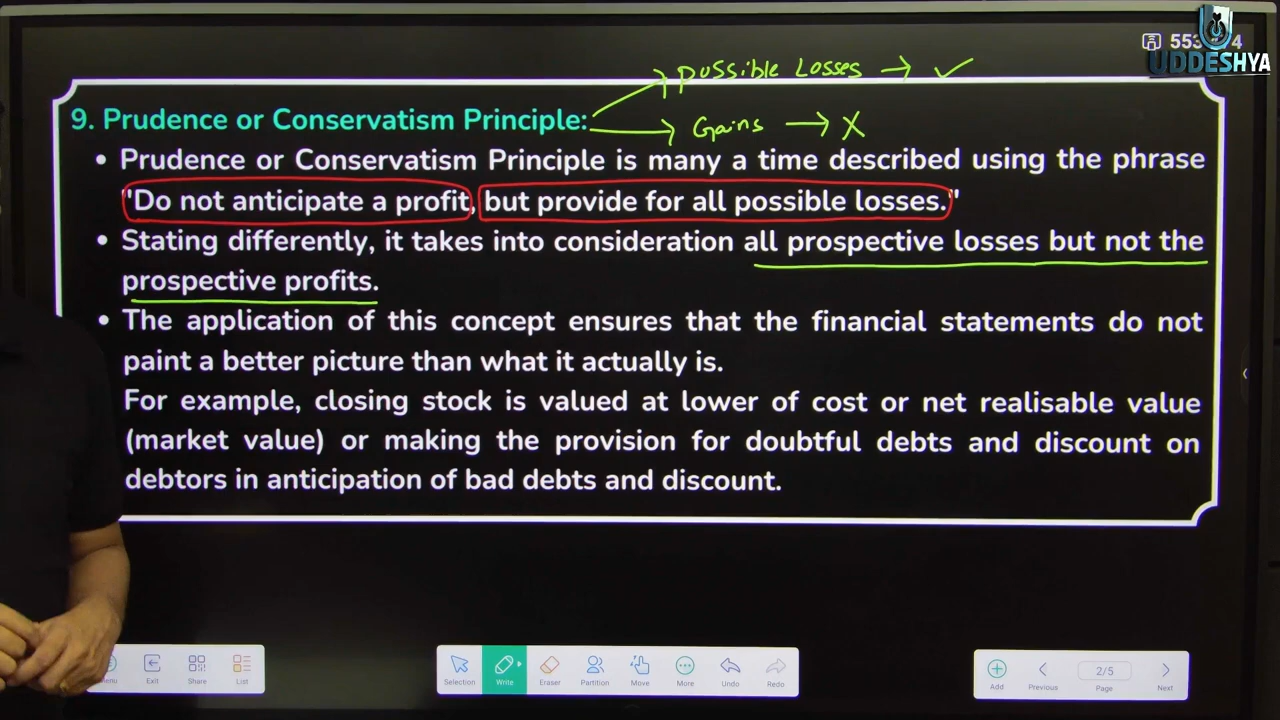 553
4
UDDESHYA
possible Losses → ✓
9. Prudence or Conservatism Principle:
Gains → X
• Prudence or Conservatism Principle is many a time described using the phrase
"Do not anticipate a profit, but provide for all possible losses."
• Stating differently, it takes into consideration all prospective losses but not the
prospective profits.
• The application of this concept ensures that the financial statements do not
paint a better picture than what it actually is.
For example, closing stock is valued at lower of cost or net realisable value
(market value) or making the provision for doubtful debts and discount on
debtors in anticipation of bad debts and discount.
Exit Share List
Selection Write Eraser Partition Move More Undo Redo
2/5
Add Previous Page Next